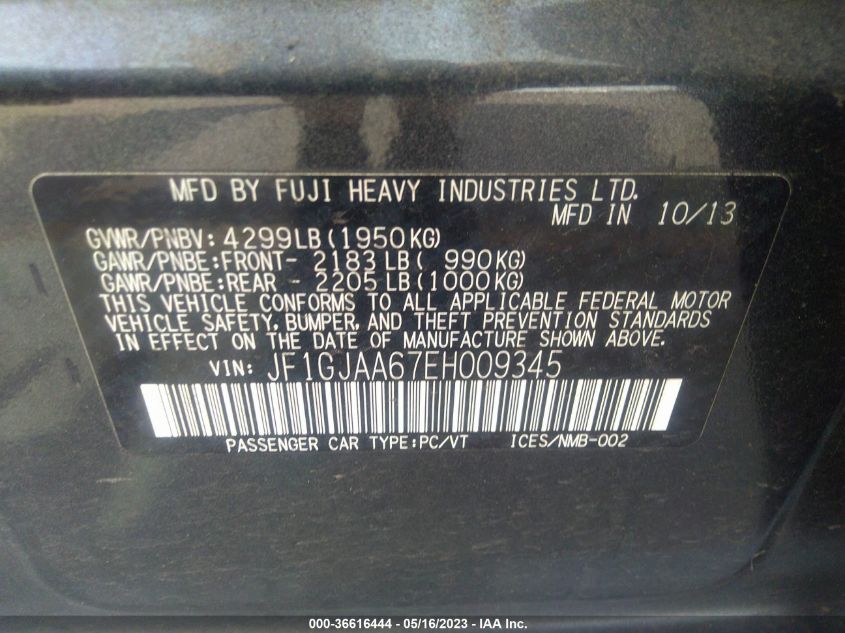 MFD BY FUJI HEAVY INDUSTRIES LTD.
MFD IN 10/13
GVWR/PNBV: 4299LB(1950KG)
GAWR/PNBE:FRONT- 2183LB( 990KG)
GAWR/PNBE:REAR - 2205LB(1000KG)
THIS VEHICLE CONFORMS TO ALL APPLICABLE FEDERAL MOTOR
VEHICLE SAFETY, BUMPER, AND THEFT PREVENTION STANDARDS
IN EFFECT ON THE DATE OF MANUFACTURE SHOWN ABOVE.
VIN: JF1GJAA67EH009345
PASSENGER CAR TYPE:PC/VT ICES/NMB-002
000-36616444 - 05/16/2023 - IAA Inc.